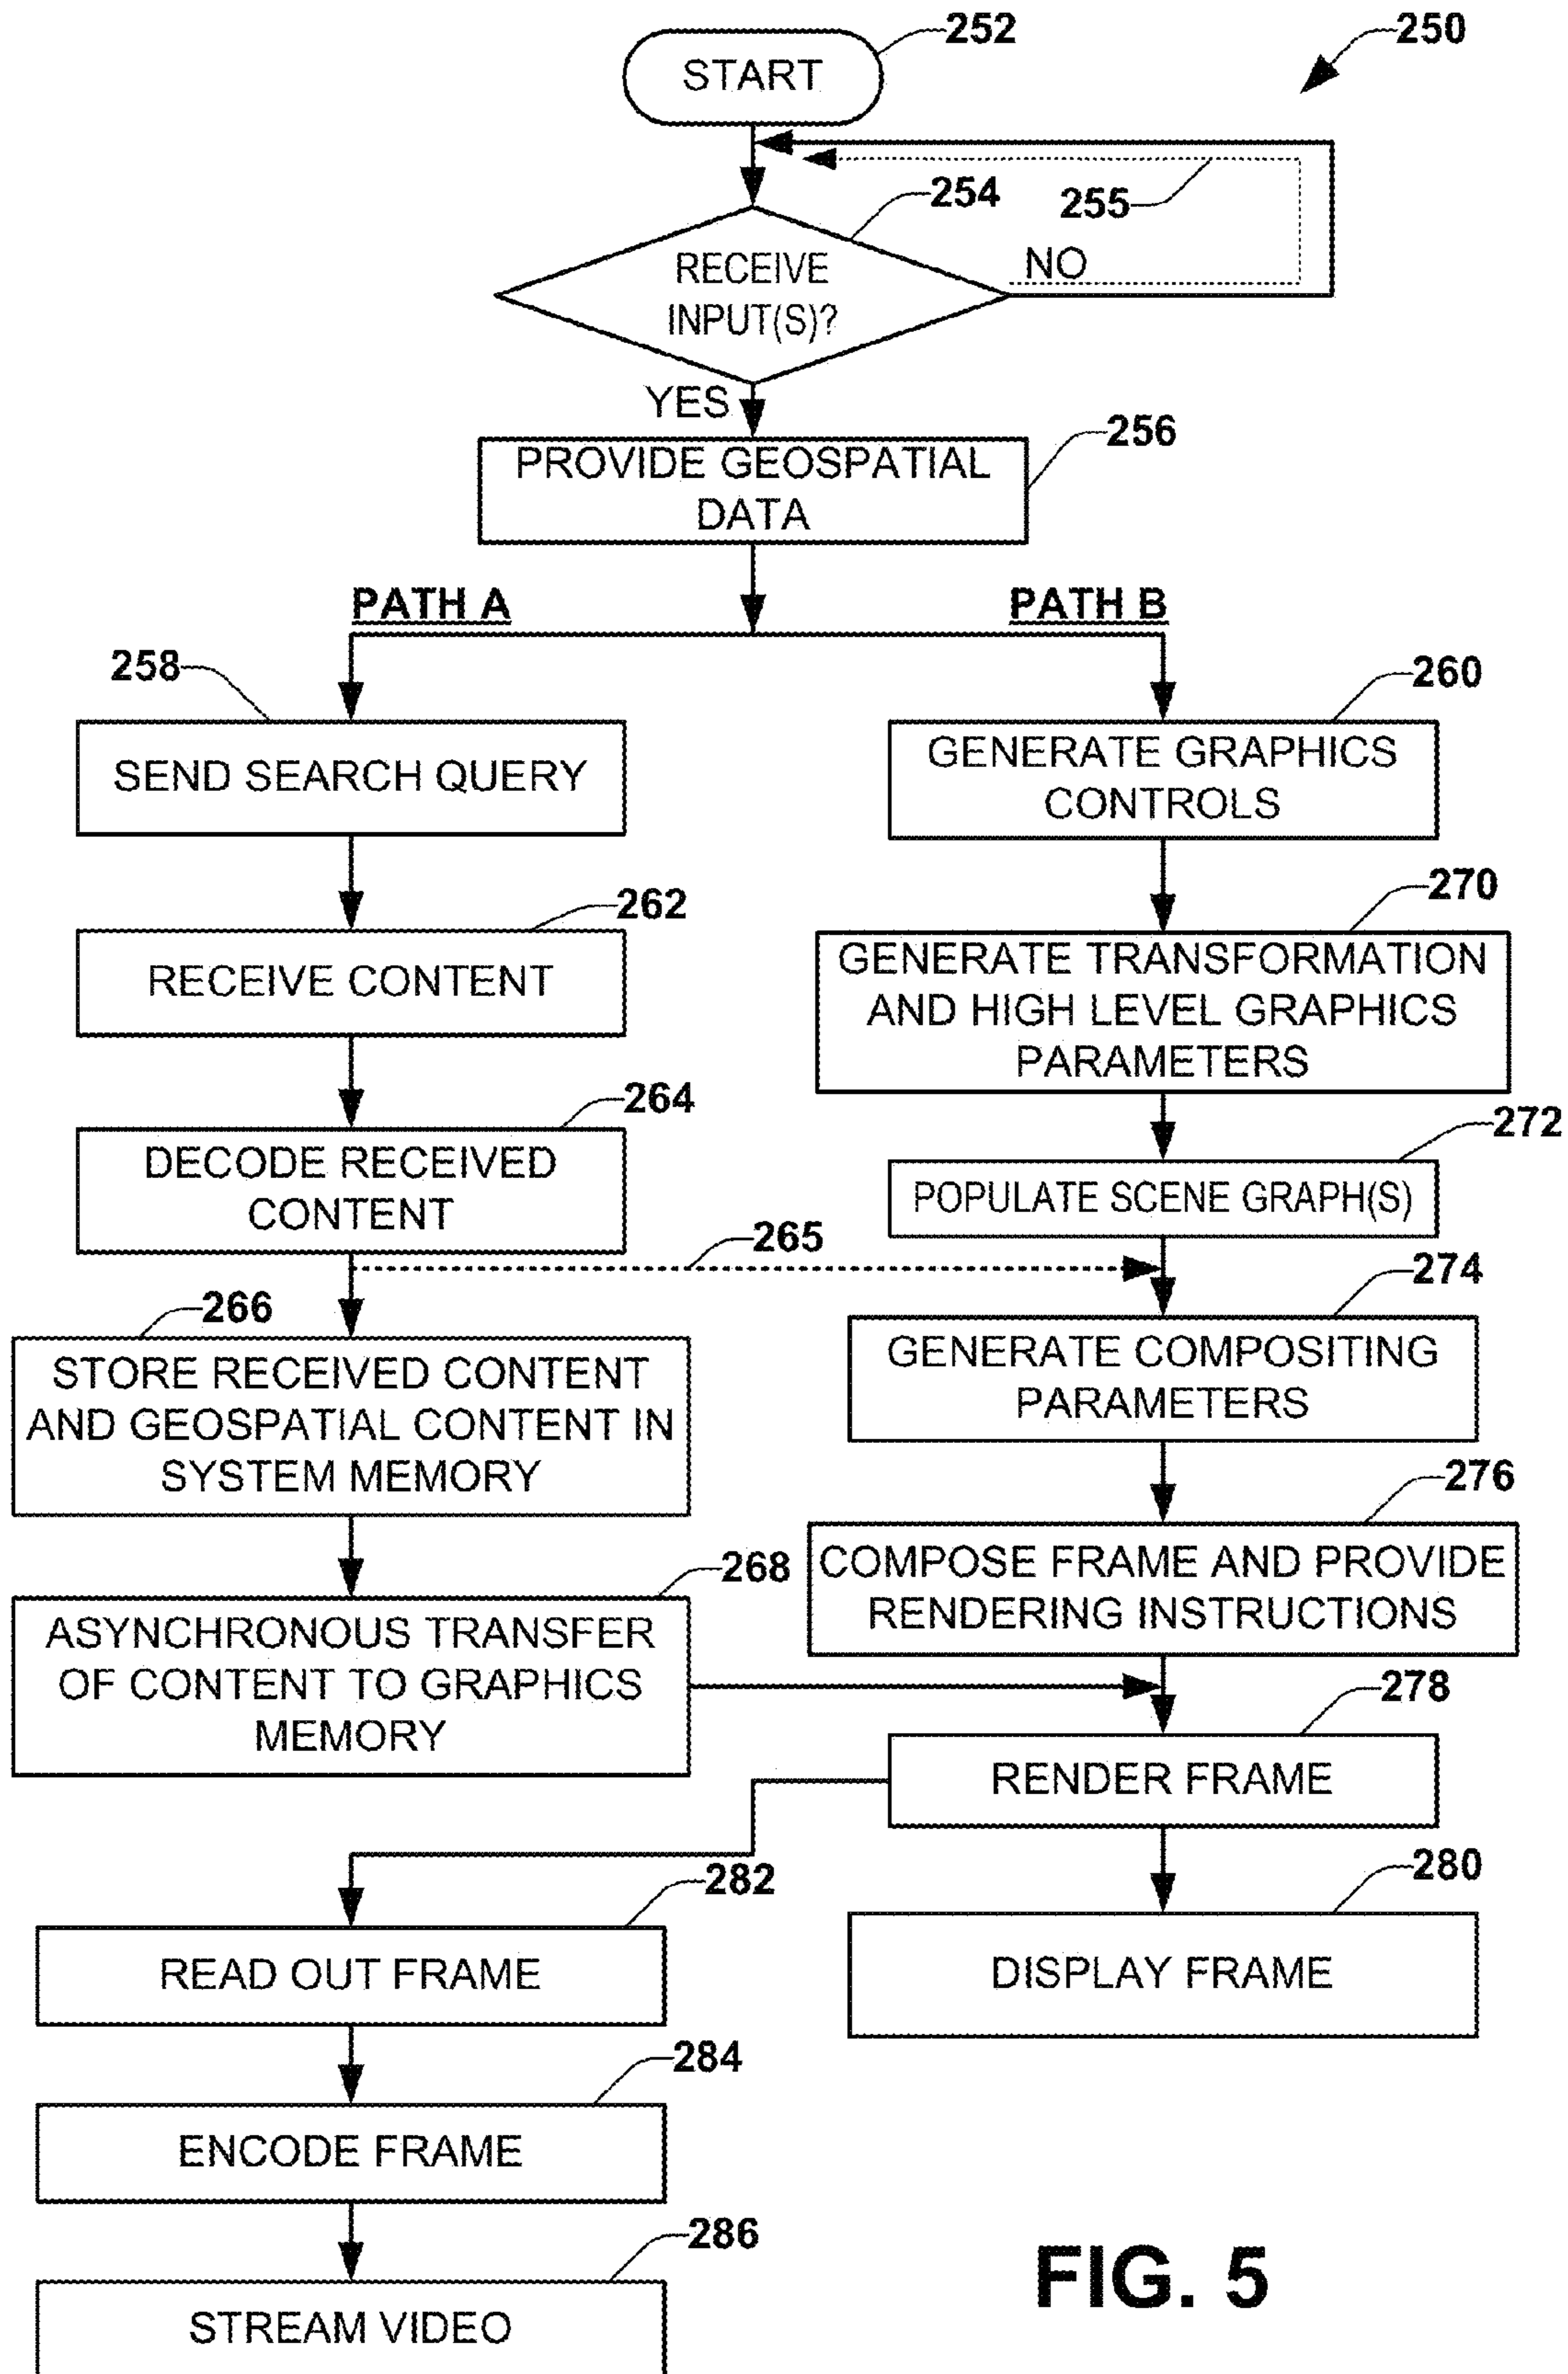 252
250
START
254
255
RECEIVE
INPUT(S)?
NO
YES
256
PROVIDE GEOSPATIAL
DATA
PATH A
PATH B
258
260
SEND SEARCH QUERY
GENERATE GRAPHICS
CONTROLS
262
270
RECEIVE CONTENT
GENERATE TRANSFORMATION
AND HIGH LEVEL GRAPHICS
PARAMETERS
264
272
DECODE RECEIVED
CONTENT
POPULATE SCENE GRAPH(S)
265
274
266
STORE RECEIVED CONTENT
AND GEOSPATIAL CONTENT IN
SYSTEM MEMORY
GENERATE COMPOSITING
PARAMETERS
276
268
COMPOSE FRAME AND PROVIDE
RENDERING INSTRUCTIONS
ASYNCHRONOUS TRANSFER
OF CONTENT TO GRAPHICS
MEMORY
278
RENDER FRAME
282
280
READ OUT FRAME
DISPLAY FRAME
284
ENCODE FRAME
286
STREAM VIDEO
FIG. 5